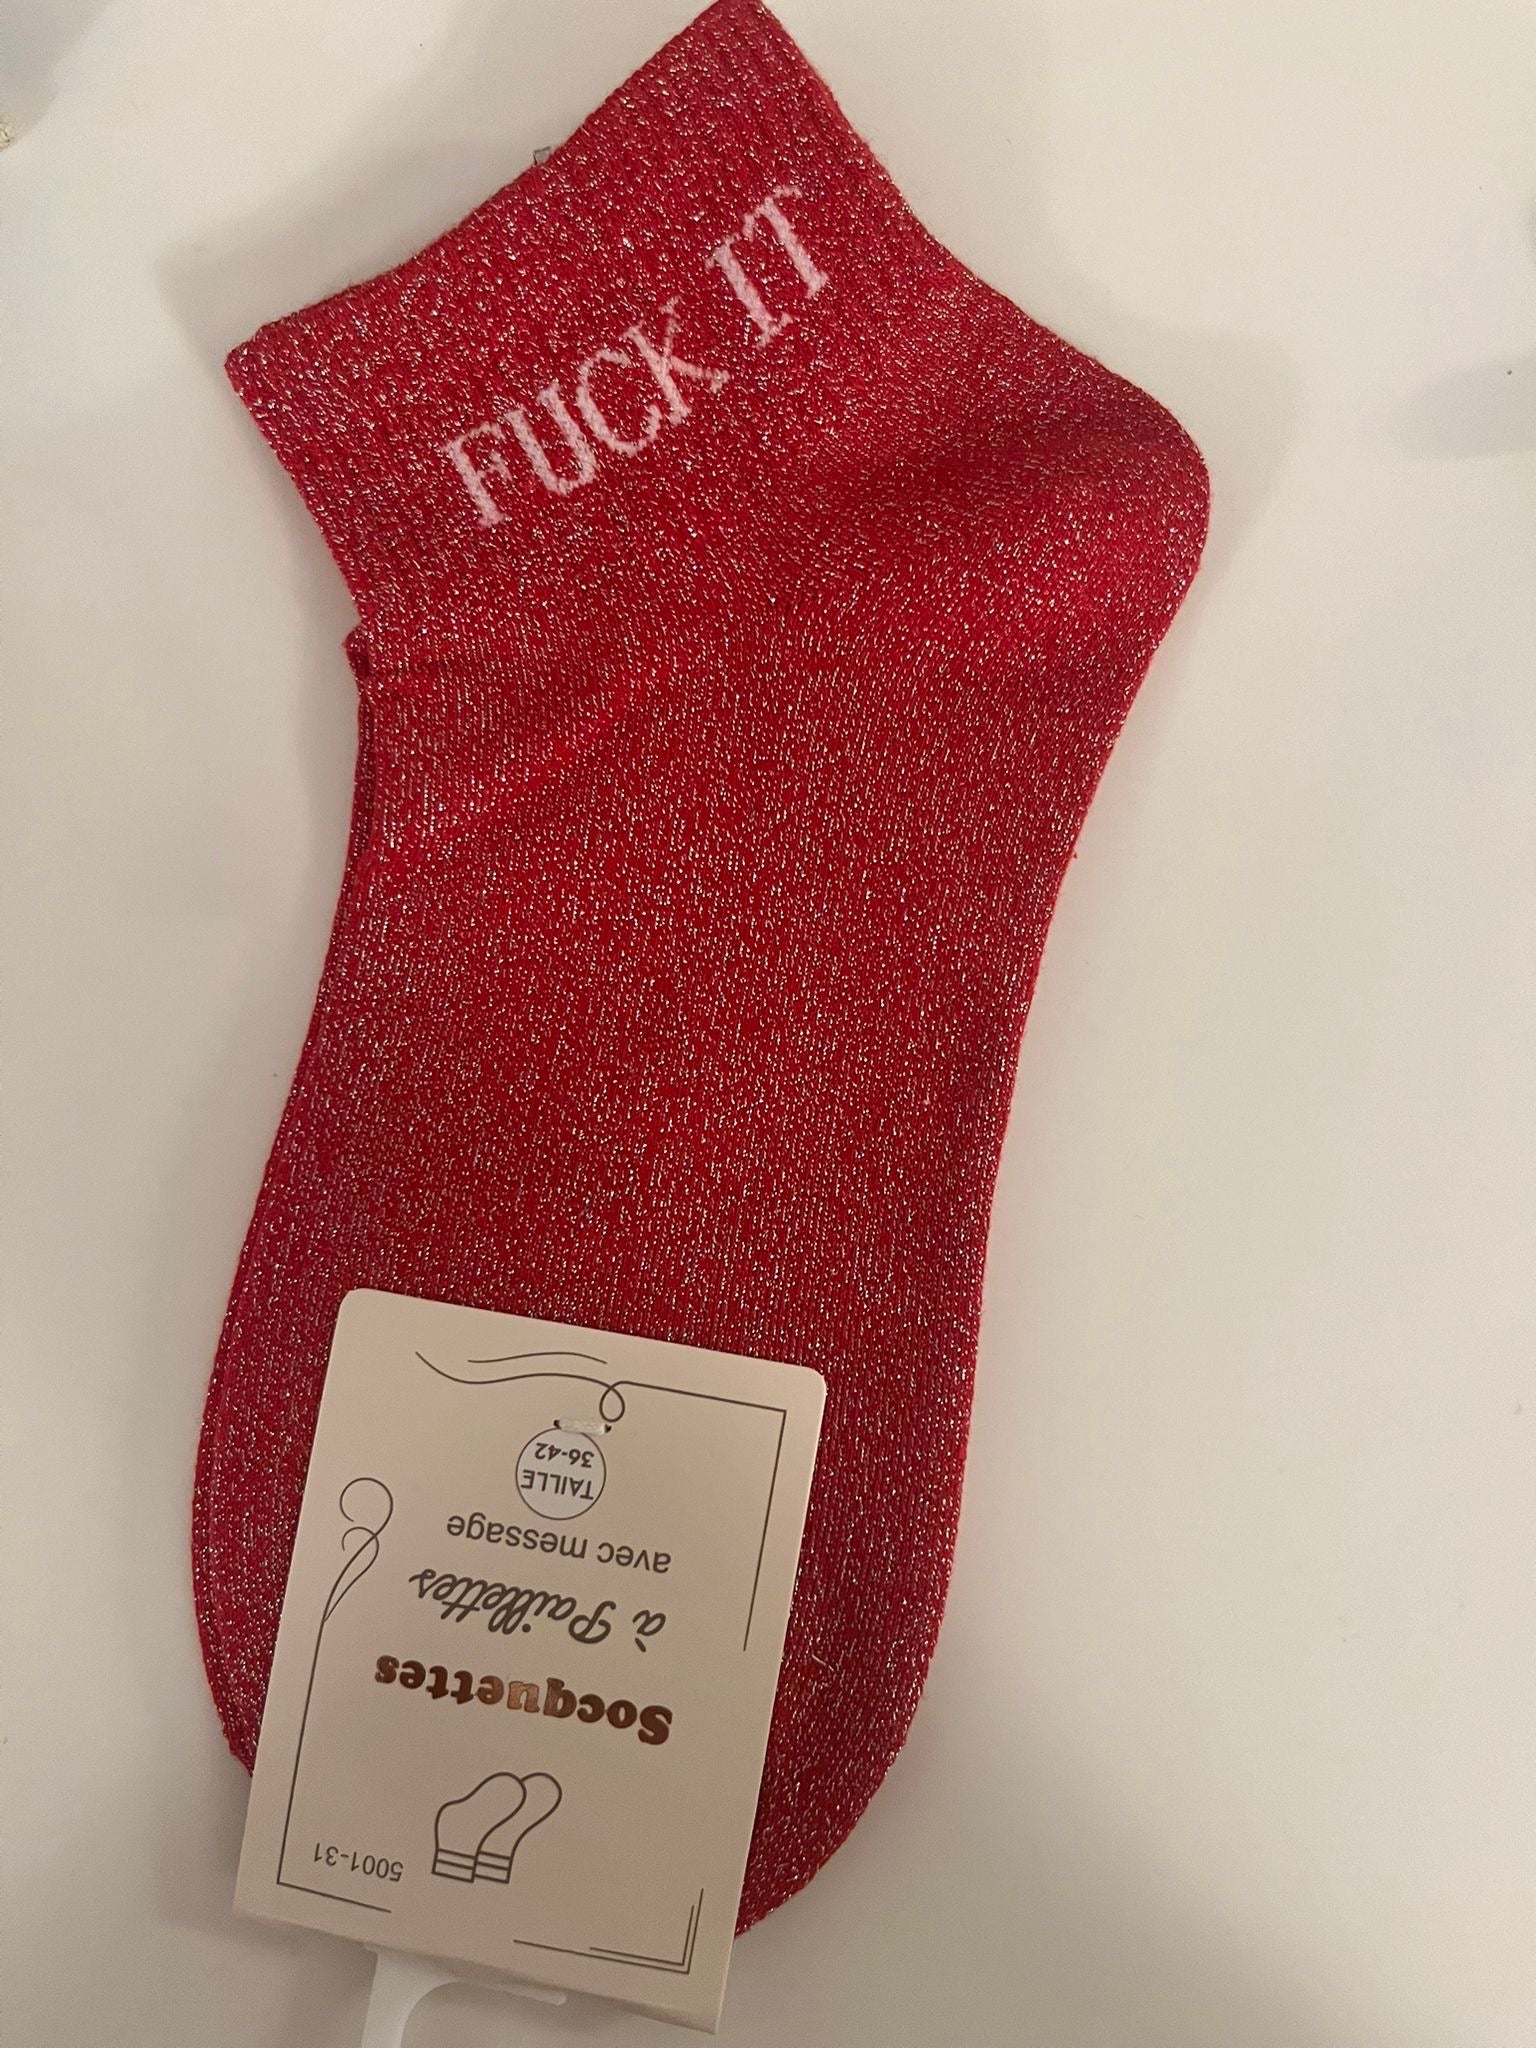 FUCK IT
5001-31
Socquettes
à Paillettes
avec message
TAILLE
36-42